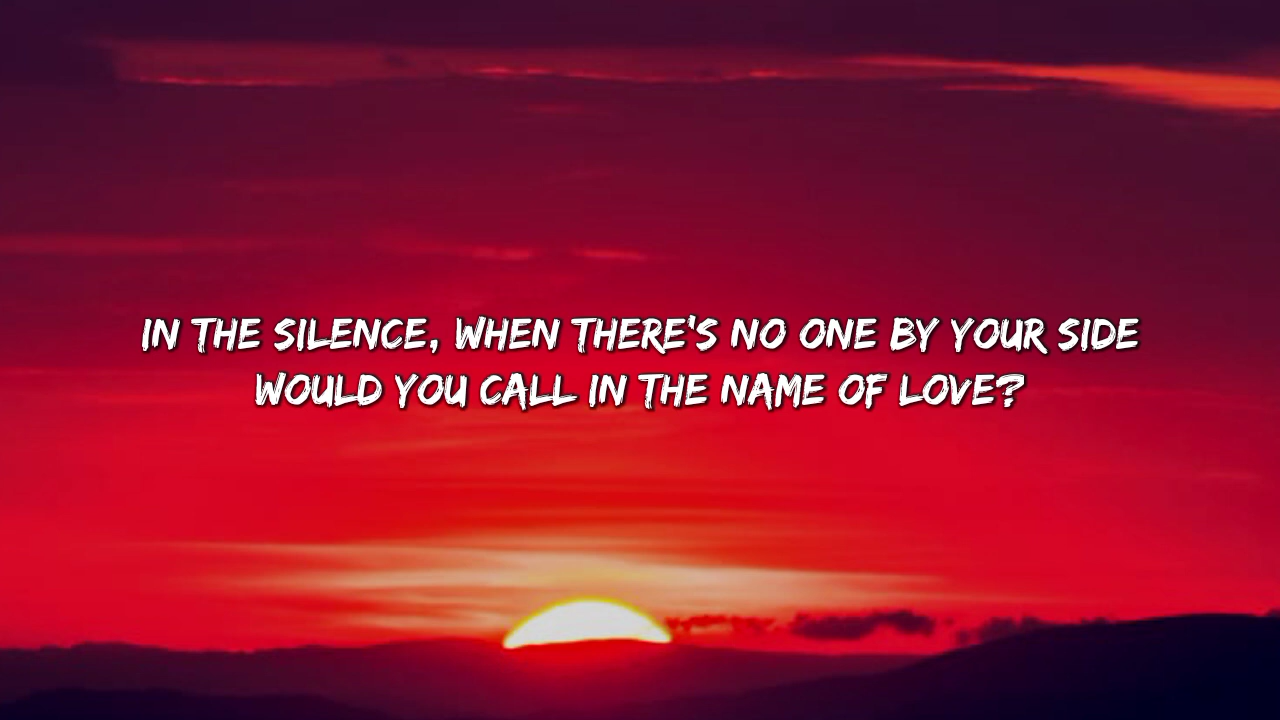 IN THE SILENCE, WHEN THERE'S NO ONE BY YOUR SIDE
WOULD YOU CALL IN THE NAME OF LOVE?